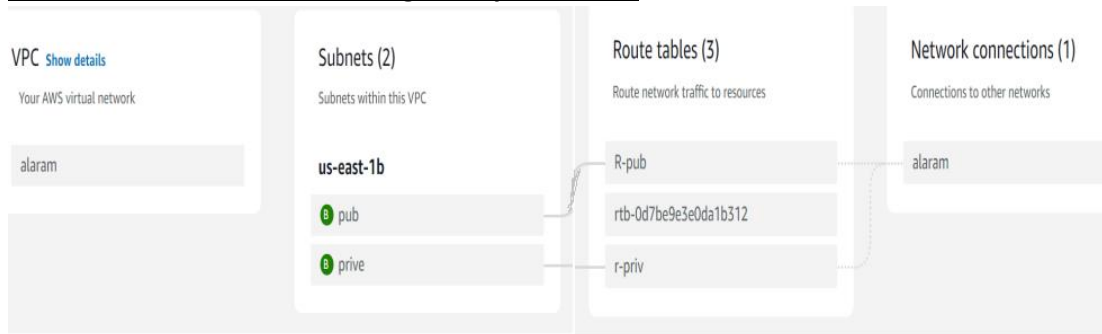 VPC Show details
Your AWS virtual network
alaram
Subnets (2)
Subnets within this VPC
us-east-1b
B pub
B prive
Route tables (3)
Route network traffic to resources
R-pub
rtb-0d7be9e3e0da1b312
r-priv
Network connections (1)
Connections to other networks
alaram